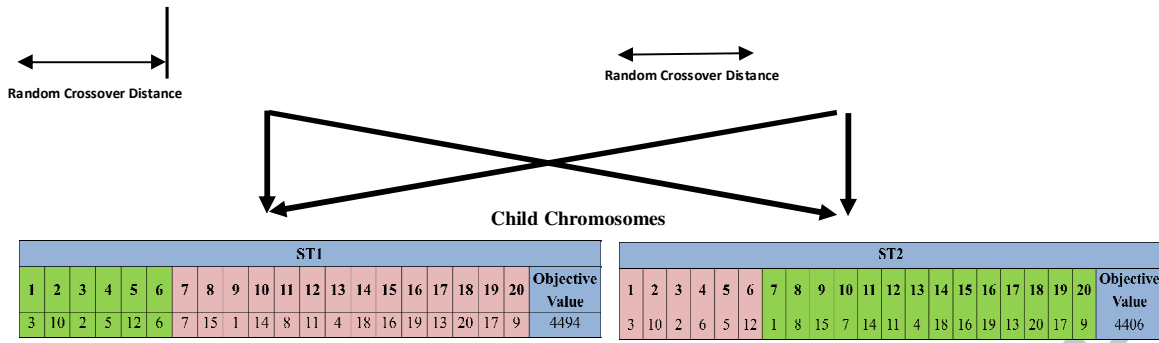 Random Crossover Distance
Random Crossover Distance
Child Chromosomes
ST1
1 2 3 4 5 6 7 8 9 10 11 12 13 14 15 16 17 18 19 20 Objective Value
3 10 2 5 12 6 7 15 1 14 8 11 4 18 16 19 13 20 17 9 4494
ST2
1 2 3 4 5 6 7 8 9 10 11 12 13 14 15 16 17 18 19 20 Objective Value
3 10 2 6 5 12 1 8 15 7 14 11 4 18 16 19 13 20 17 9 4406